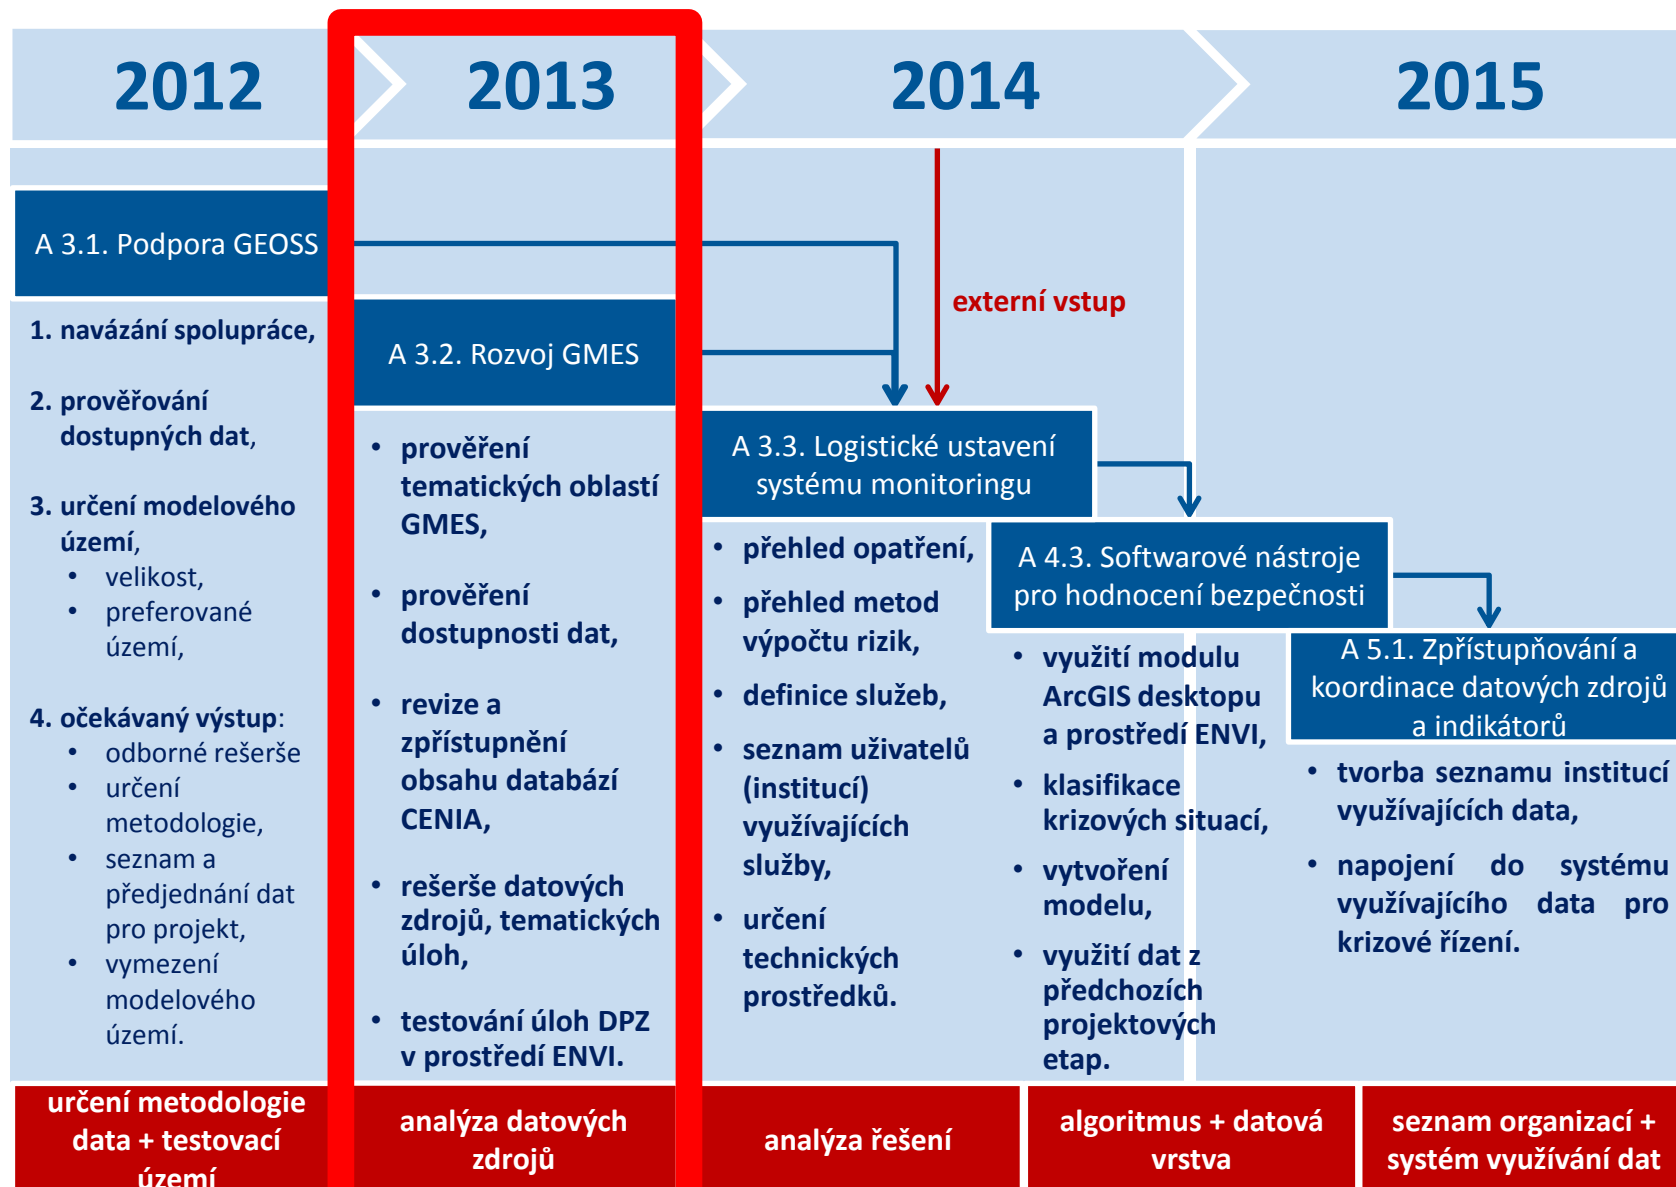 2012
2013
2014
2015
A 3.1. Podpora GEOSS
1. navázání spolupráce,
2. prověřování
dostupných dat,
3. určení modelového
území,
• velikost,
• preferované
území,
4. očekávaný výstup:
• odborné rešerše
• určení
metodologie,
• seznam a
předjednání dat
pro projekt,
• vymezení
modelového
území.
určení metodologie
data + testovací
území
A 3.2. Rozvoj GMES
• prověření
tematických oblastí
GMES,
• prověření
dostupnosti dat,
• revize a
zpřístupnění
obsahu databází
CENIA,
• rešerše datových
zdrojů, tematických
úloh,
• testování úloh DPZ
v prostředí ENVI.
analýza datových
zdrojů
externí vstup
A 3.3. Logistické ustavení
systému monitoringu
• přehled opatření,
• přehled metod
výpočtu rizik,
• definice služeb,
• seznam uživatelů
(institucí)
využívajících
služby,
• určení
technických
prostředků.
analýza řešení
A 4.3. Softwarové nástroje
pro hodnocení bezpečnosti
• využití modulu
ArcGIS desktopu
a prostředí ENVI,
• klasifikace
krizových situací,
• vytvoření
modelu,
• využití dat z
předchozích
projektových
etap.
algoritmus + datová
vrstva
A 5.1. Zpřístupňování a
koordinace datových zdrojů
a indikátorů
• tvorba seznamu institucí
využívajících data,
• napojení do systému
využívajícího data pro
krizové řízení.
seznam organizací +
systém využívání dat